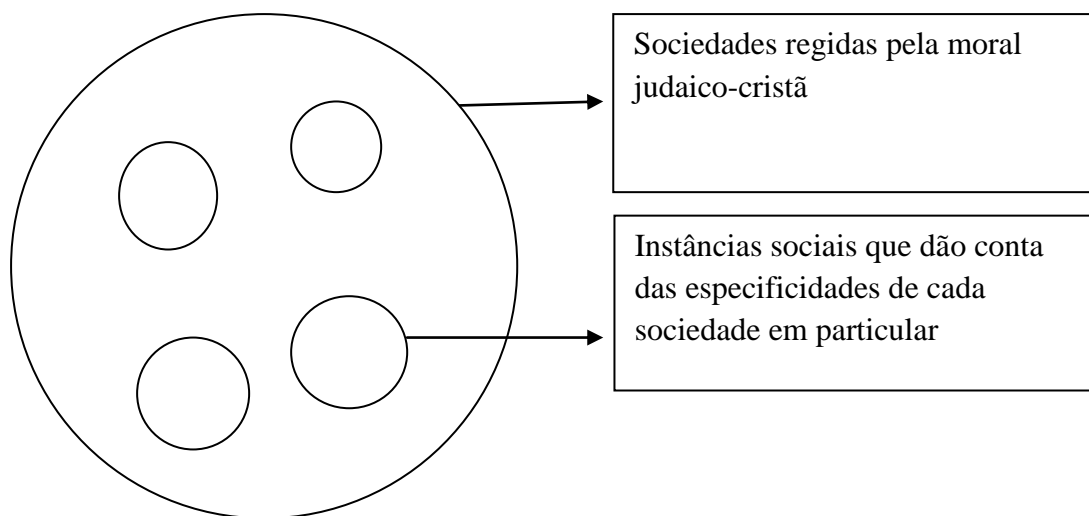 Sociedades regidas pela moral
judaico-cristã
Instâncias sociais que dão conta
das especificidades de cada
sociedade em particular